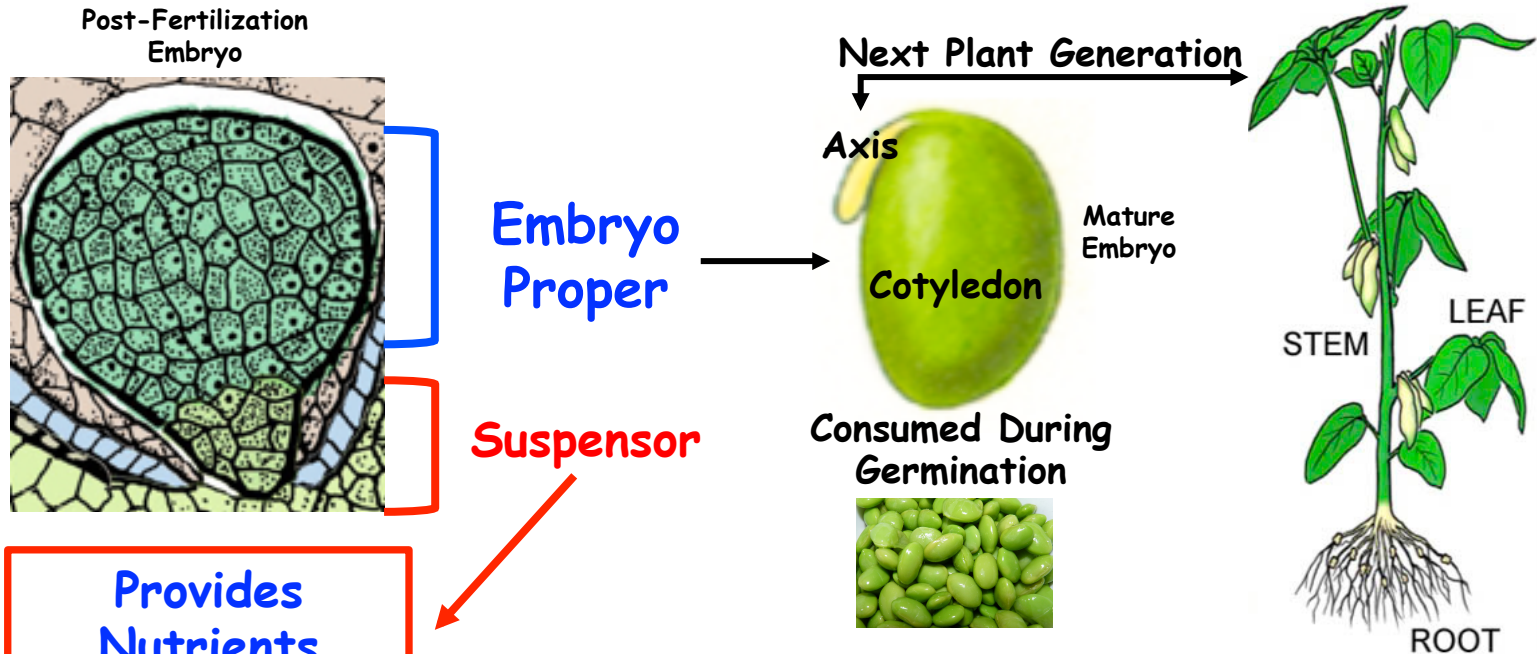 Post-Fertilization
Embryo
Embryo
Proper
Suspensor
Provides
Nutrients
Next Plant Generation
Axis
Cotyledon
Mature
Embryo
Consumed During
Germination
STEM
LEAF
ROOT